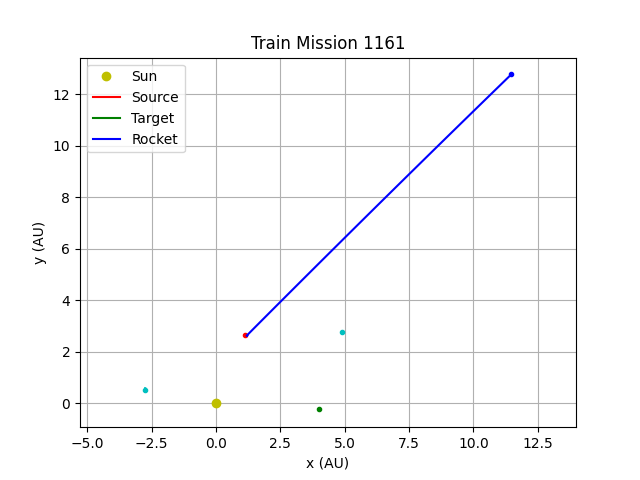 Train Mission 1161
Sun
Source
Target
Rocket
12
10
8
6
4
2
0
y (AU)
−5.0 −2.5 0.0 2.5 5.0 7.5 10.0 12.5
x (AU)